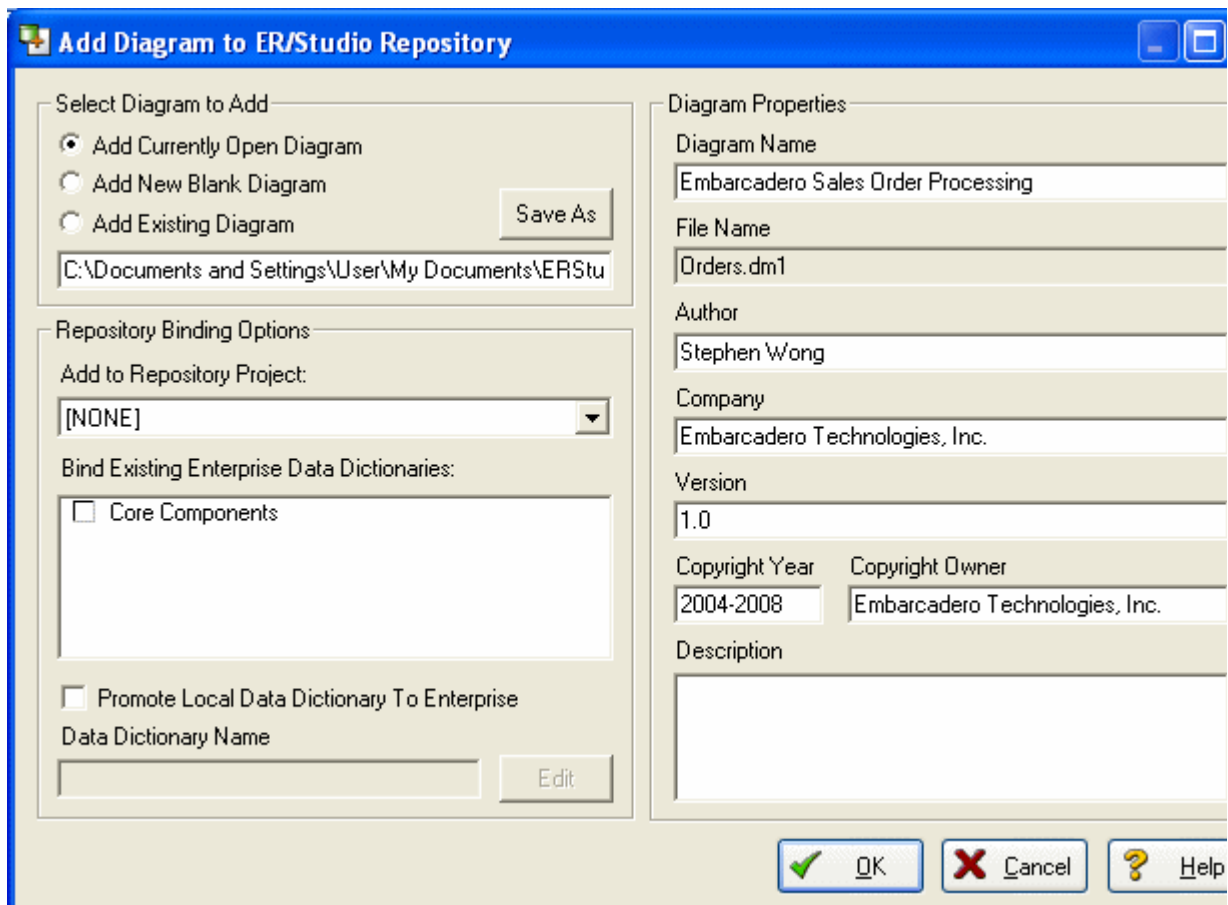 Add Diagram to ER/Studio Repository
Select Diagram to Add
Add Currently Open Diagram
Add New Blank Diagram
Add Existing Diagram
Save As
C:\Documents and Settings\User\My Documents\ERStu
Repository Binding Options
Add to Repository Project:
[NONE]
Bind Existing Enterprise Data Dictionaries:
Core Components
Promote Local Data Dictionary To Enterprise
Data Dictionary Name
Edit
Diagram Properties
Diagram Name
Embarcadero Sales Order Processing
File Name
Orders.dm1
Author
Stephen Wong
Company
Embarcadero Technologies, Inc.
Version
1.0
Copyright Year Copyright Owner
2004-2008 Embarcadero Technologies, Inc.
Description
OK Cancel Help